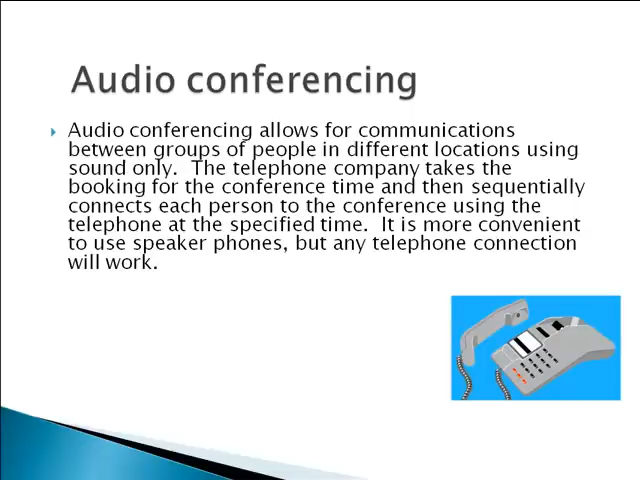 Audio conferencing
Audio conferencing allows for communications
between groups of people in different locations using
sound only.  The telephone company takes the
booking for the conference time and then sequentially
connects each person to the conference using the
telephone at the specified time.  It is more convenient
to use speaker phones, but any telephone connection
will work.